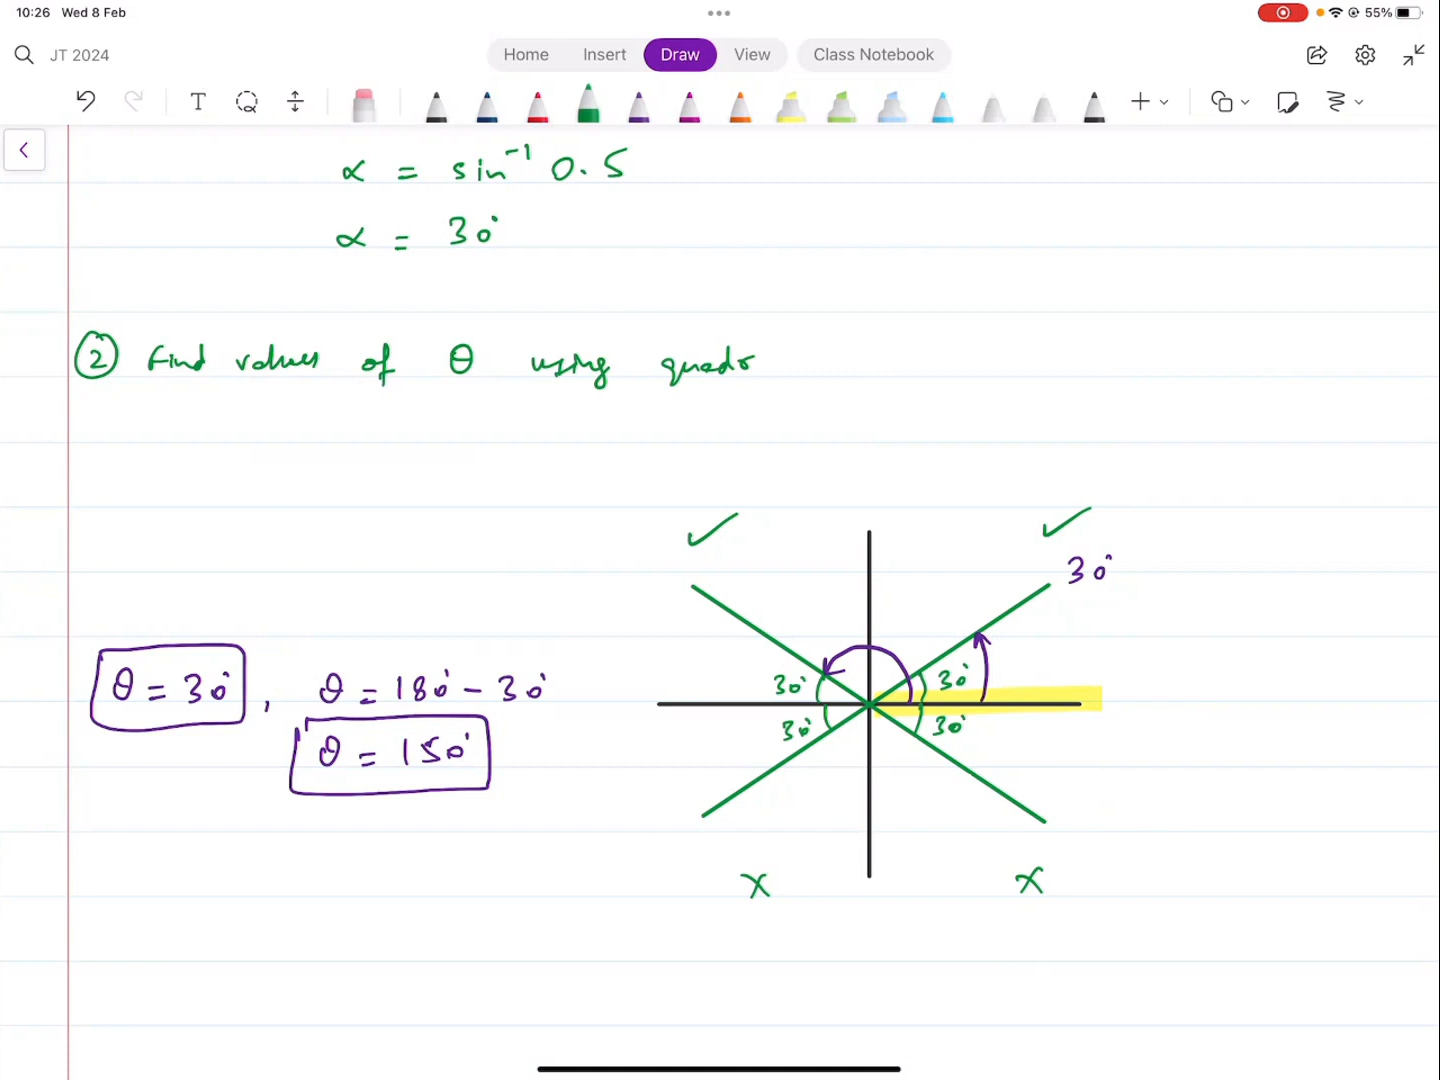 10:26 Wed 8 Feb
55%
JT 2024
Home Insert Draw View Class Notebook
α = sin⁻¹ 0.5
α = 30°
② Find values of θ using quadr
30°
θ = 30° , θ = 180° - 30°
θ = 150°
30° 30°
30° 30°
x x